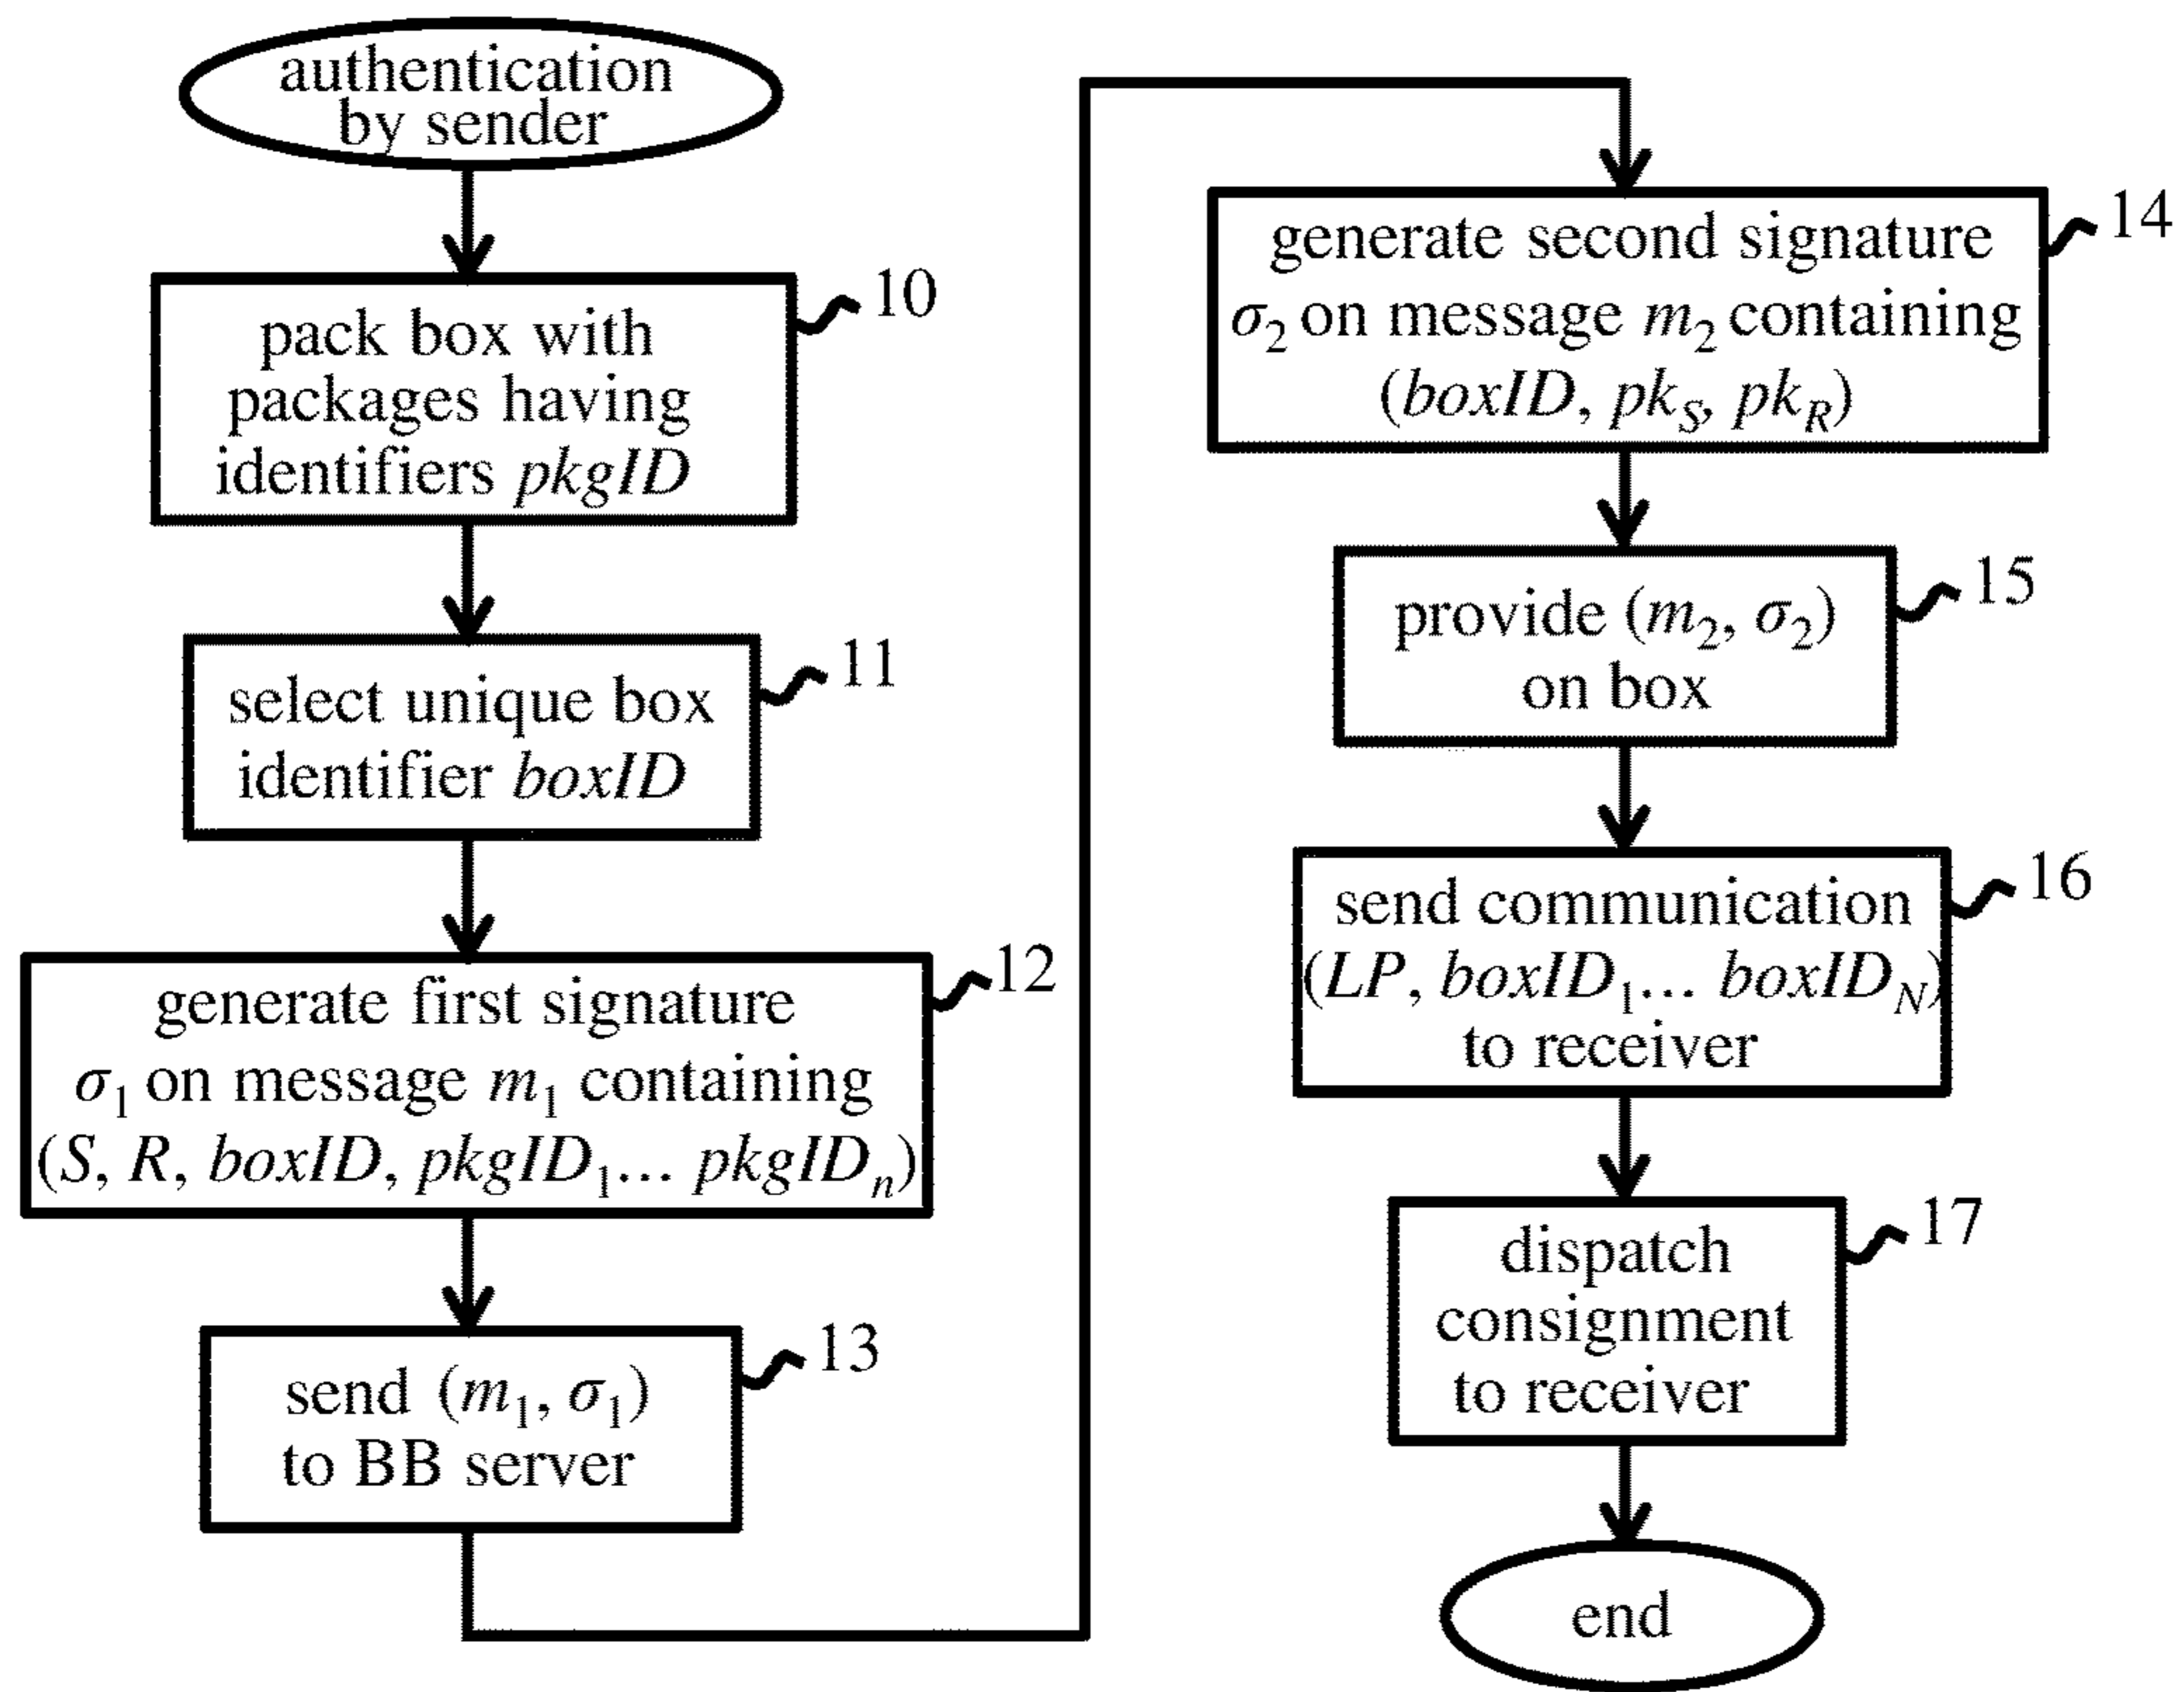 authentication
by sender
pack box with
packages having
identifiers pkgID
10
select unique box
identifier boxID
11
generate first signature
σ₁ on message m₁ containing
(S, R, boxID, pkgID₁... pkgIDₙ)
12
send (m₁, σ₁)
to BB server
13
generate second signature
σ₂ on message m₂ containing
(boxID, pk_S, pk_R)
14
provide (m₂, σ₂)
on box
15
send communication
(LP, boxID₁... boxID_N)
to receiver
16
dispatch
consignment
to receiver
17
end